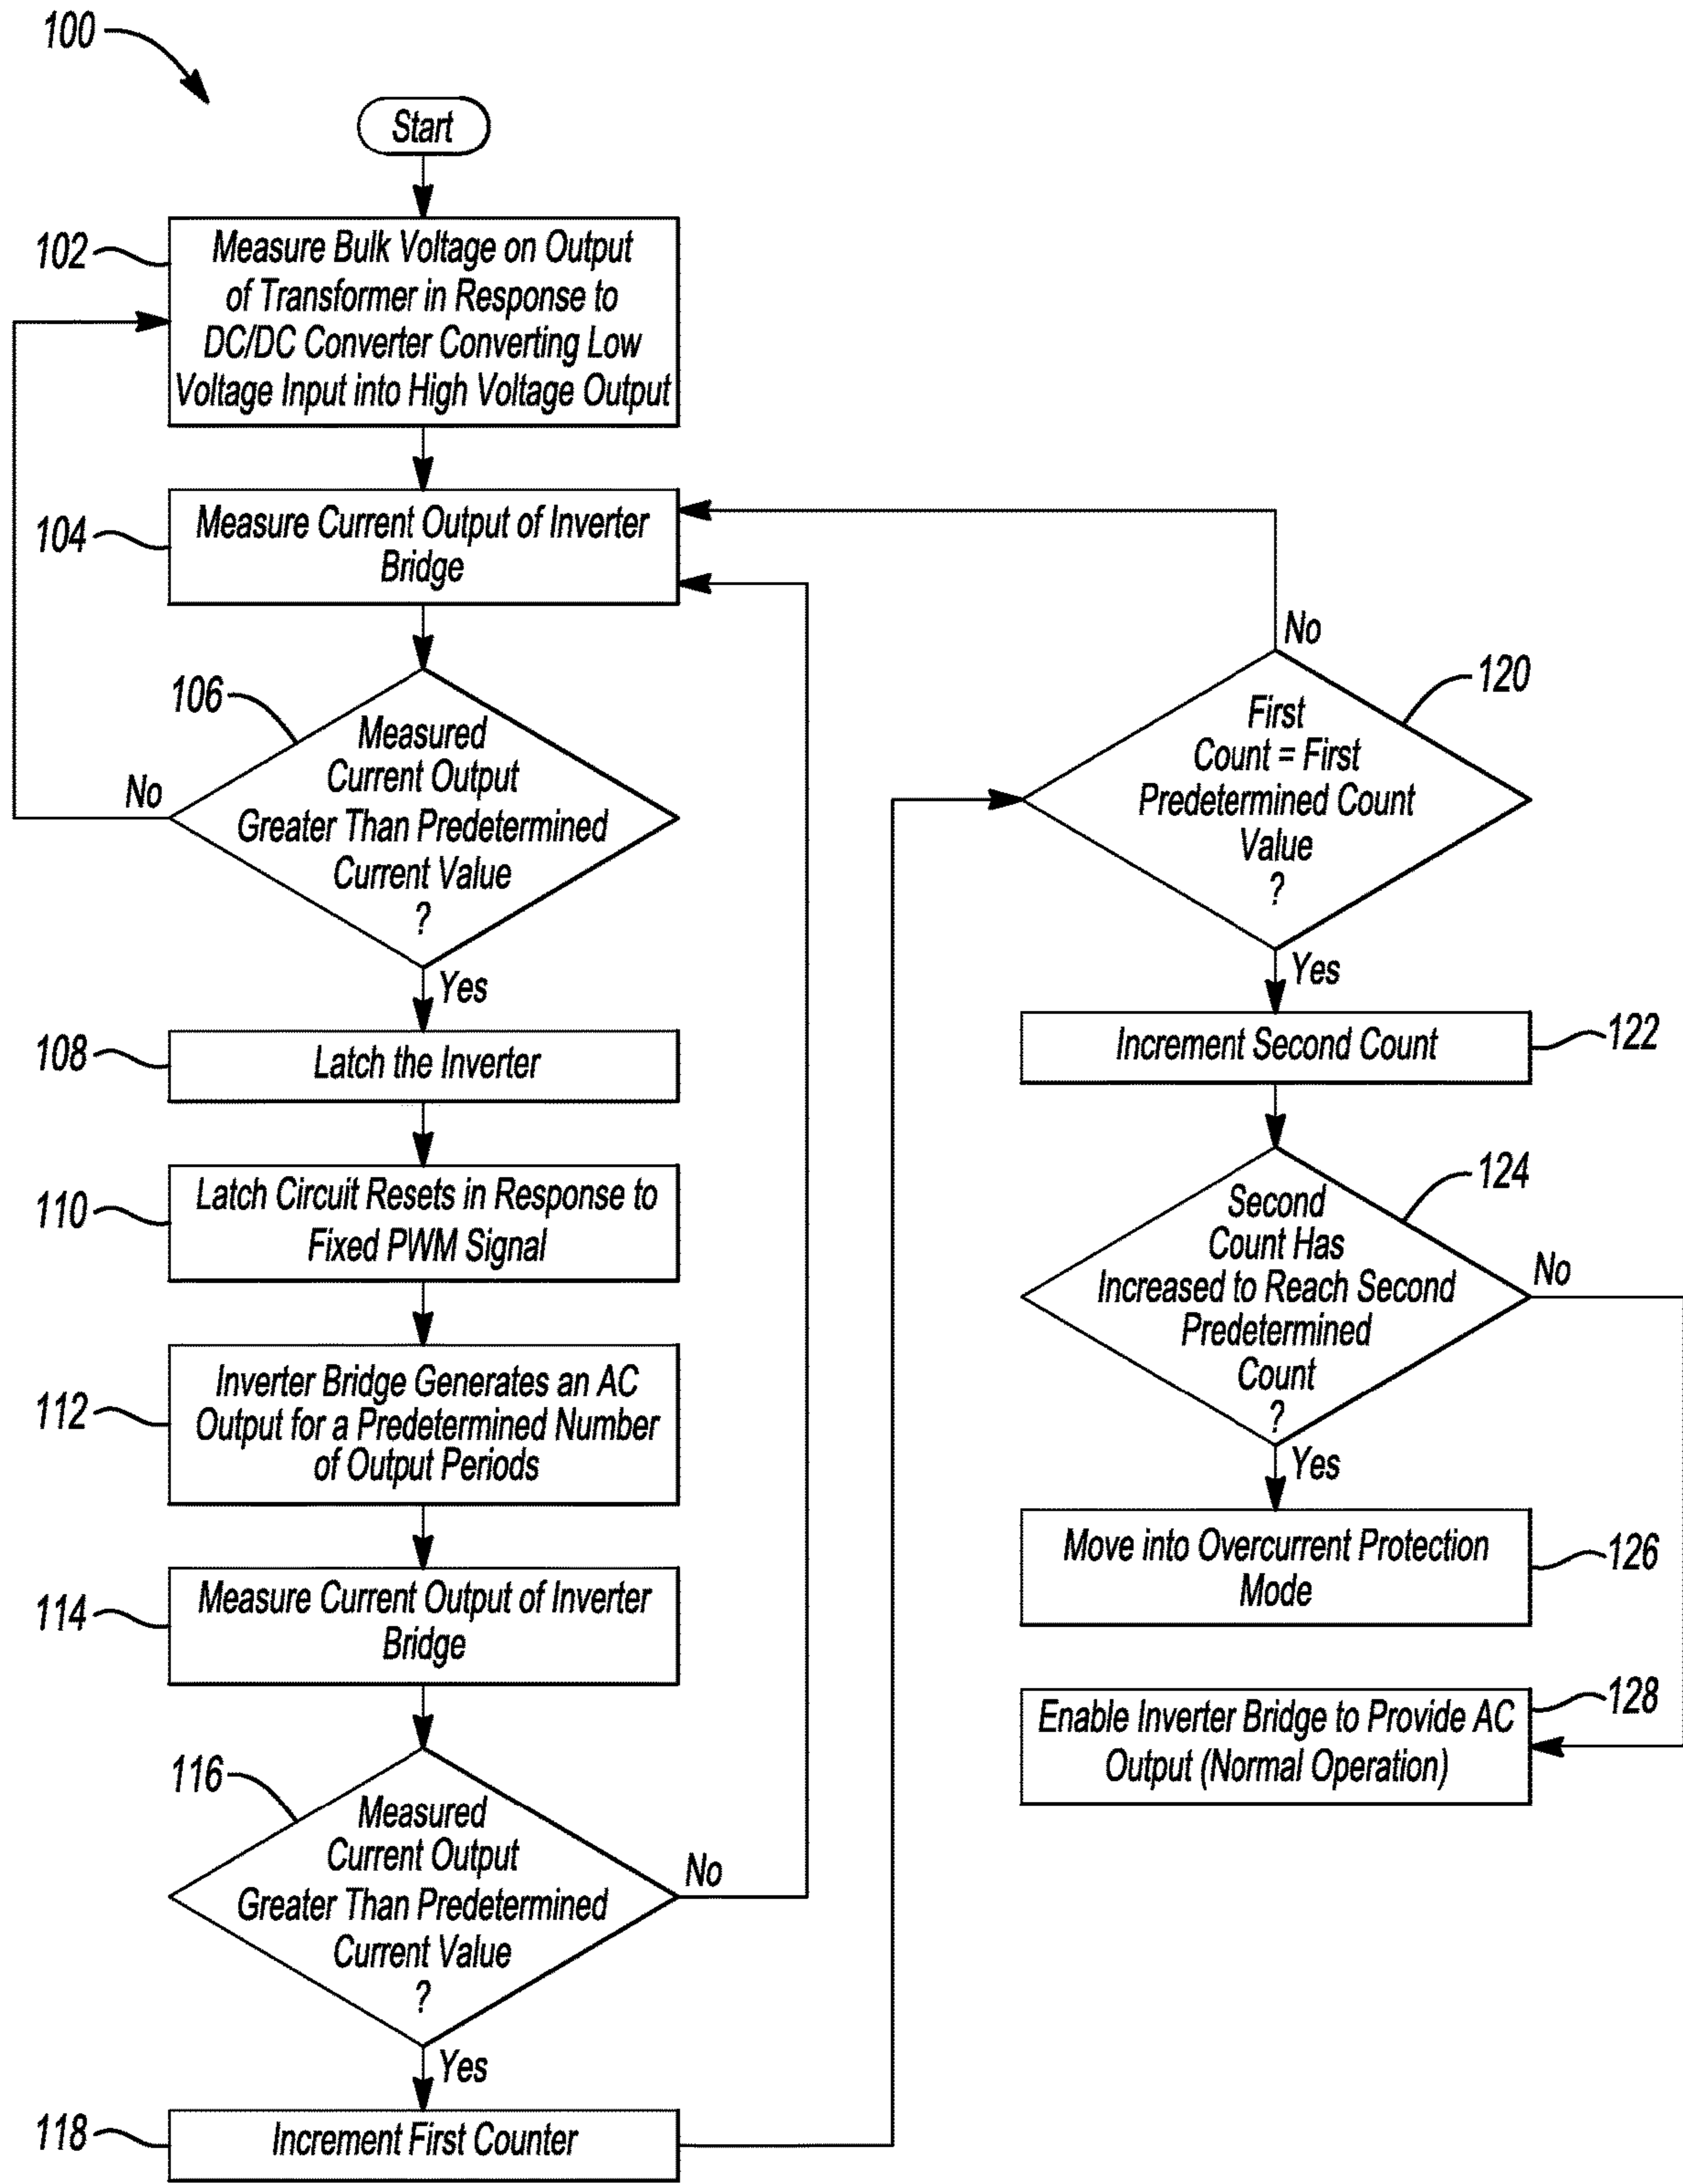 100
Start
102
Measure Bulk Voltage on Output
of Transformer in Response to
DC/DC Converter Converting Low
Voltage Input into High Voltage Output
104
Measure Current Output of Inverter
Bridge
106
Measured
Current Output
Greater Than Predetermined
Current Value
?
No
Yes
108
Latch the Inverter
110
Latch Circuit Resets in Response to
Fixed PWM Signal
112
Inverter Bridge Generates an AC
Output for a Predetermined Number
of Output Periods
114
Measure Current Output of Inverter
Bridge
116
Measured
Current Output
Greater Than Predetermined
Current Value
?
No
Yes
118
Increment First Counter
No
120
First
Count = First
Predetermined Count
Value
?
Yes
Increment Second Count
122
124
Second
Count Has
Increased to Reach Second
Predetermined
Count
?
No
Yes
Move into Overcurrent Protection
Mode
126
Enable Inverter Bridge to Provide AC
Output (Normal Operation)
128